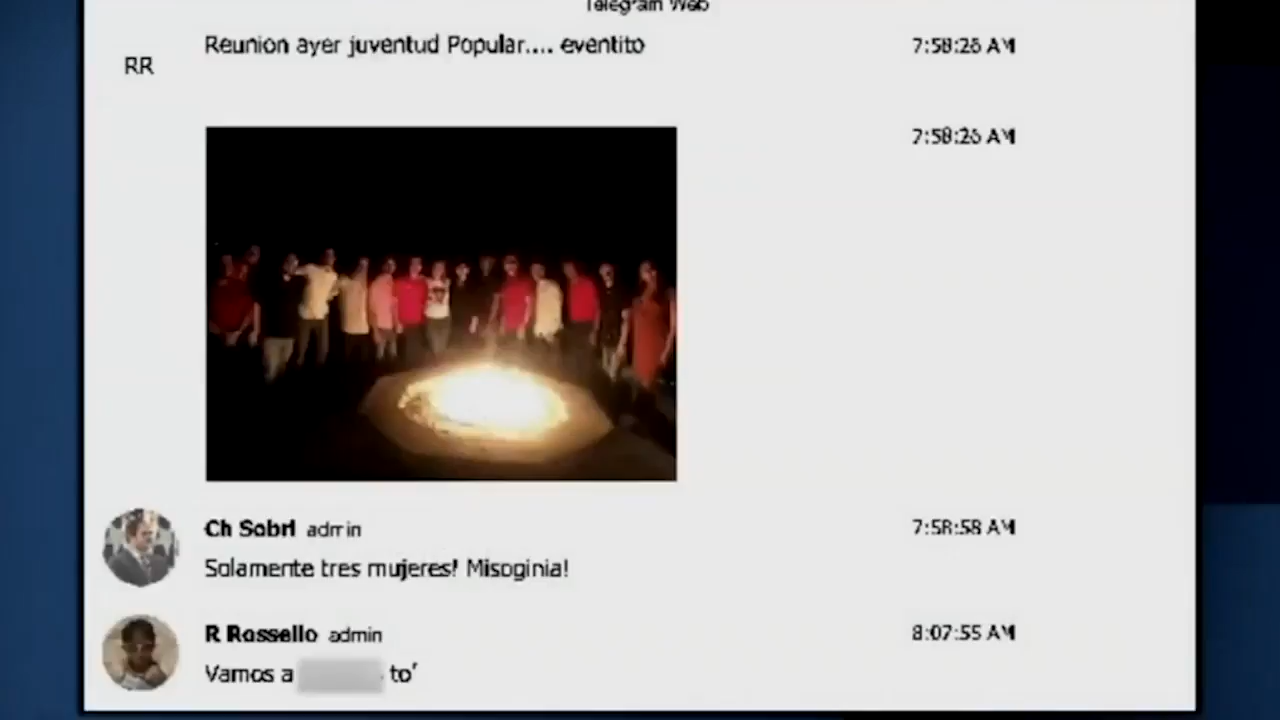 Telegram Web
Reunion ayer juventud Popular.... eventito 7:58:26 AM
RR
7:58:26 AM
Ch Sobrl admin 7:58:58 AM
Solamente tres mujeres! Misoginia!
R Rossello admin 8:07:55 AM
Vamos a to'